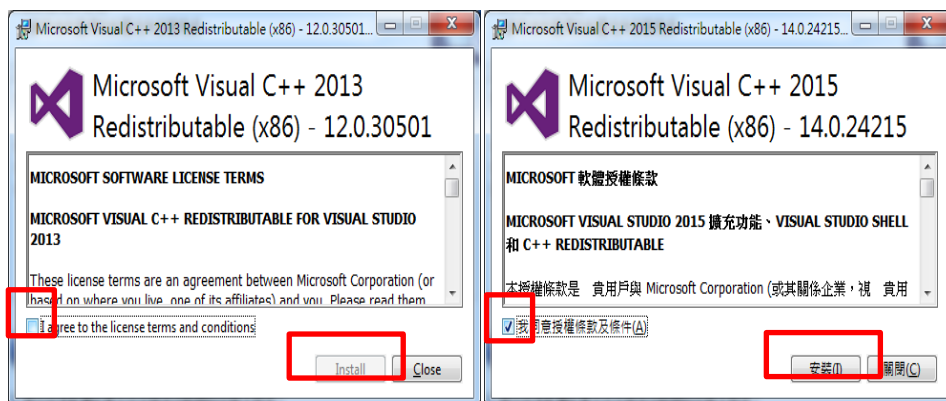 Microsoft Visual C++ 2013 Redistributable (x86) - 12.0.30501...
Microsoft Visual C++ 2013
Redistributable (x86) - 12.0.30501
MICROSOFT SOFTWARE LICENSE TERMS
MICROSOFT VISUAL C++ REDISTRIBUTABLE FOR VISUAL STUDIO
2013
These license terms are an agreement between Microsoft Corporation (or
based on where you live, one of its affiliates) and you. Please read them
I agree to the license terms and conditions
Install
Close
Microsoft Visual C++ 2015 Redistributable (x86) - 14.0.24215...
Microsoft Visual C++ 2015
Redistributable (x86) - 14.0.24215
MICROSOFT 軟體授權條款
MICROSOFT VISUAL STUDIO 2015 擴充功能、VISUAL STUDIO SHELL
和 C++ REDISTRIBUTABLE
本授權條款是 貴用戶與 Microsoft Corporation (或其關係企業，視 貴用
我同意授權條款及條件(A)
安裝(I)
關閉(C)